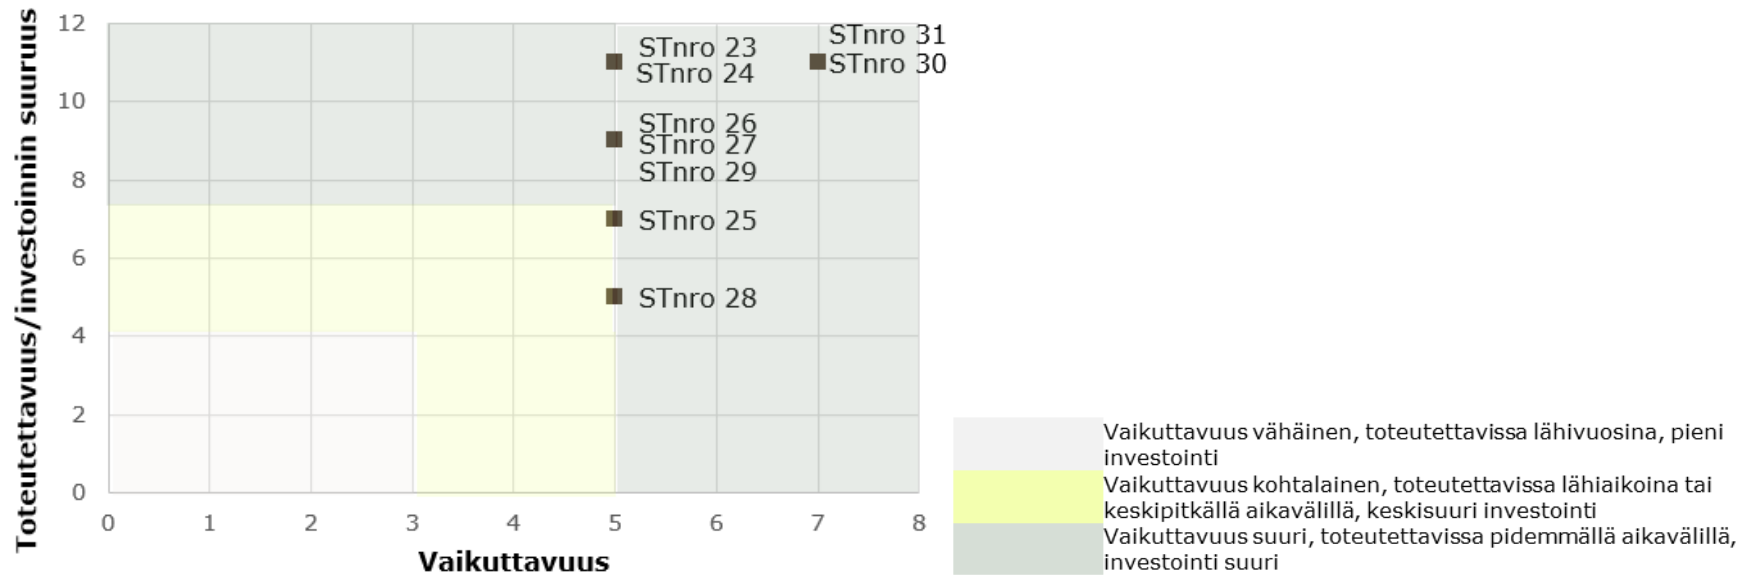 Toteutettavuus/investoinnin suuruus
12
10
8
6
4
2
0
0 1 2 3 4 5 6 7 8
Vaikuttavuus
STnro 23
STnro 24
STnro 31
STnro 30
STnro 26
STnro 27
STnro 29
STnro 25
STnro 28
Vaikuttavuus vähäinen, toteutettavissa lähivuosina, pieni
investointi
Vaikuttavuus kohtalainen, toteutettavissa lähiaikoina tai
keskipitkällä aikavälillä, keskisuuri investointi
Vaikuttavuus suuri, toteutettavissa pidemmällä aikavälillä,
investointi suuri